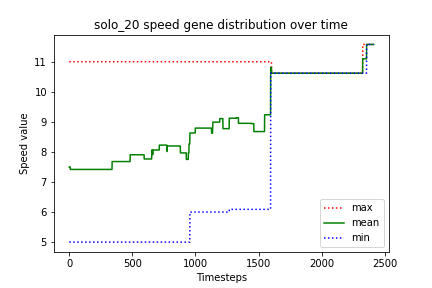 solo_20 speed gene distribution over time
Speed value
11
10
9
8
7
6
5
0
500
1000
1500
2000
2500
Timesteps
max
mean
min